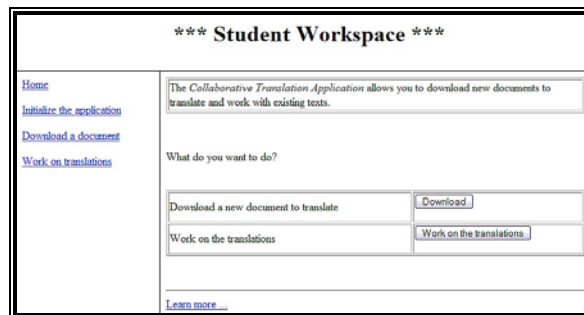 *** Student Workspace ***
Home
Initialize the application
Download a document
Work on translations
The Collaborative Translation Application allows you to download new documents to
translate and work with existing texts.
What do you want to do?
Download a new document to translate
Download
Work on the translations
Work on the translations
Learn more ...